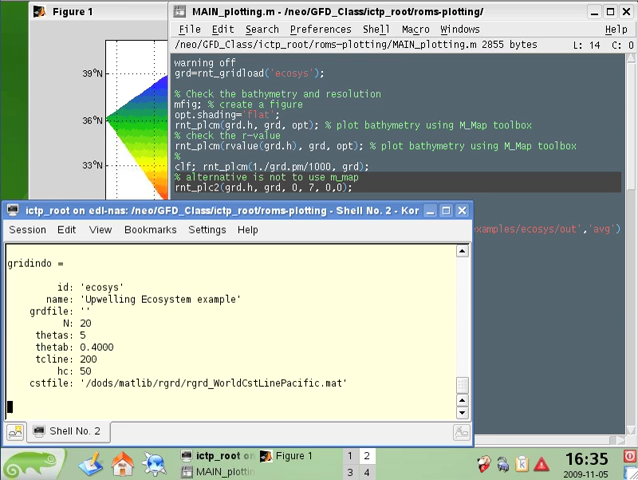 Figure 1
39°N
36°N
33°N
MAIN_plotting.m - /neo/GFD_Class/ictp_root/roms-plotting/
File Edit Search Preferences Shell Macro Windows Help
/neo/GFD_Class/ictp_root/roms-plotting/MAIN_plotting.m 2855 bytes L: 14 C: 0
warning off
grd=rnt_gridload('ecosys');
% Check the bathymetry and resolution
mfig; % create a figure
opt.shading='flat';
rnt_plcm(grd.h, grd, opt); % plot bathymetry using M_Map toolbox
% check the r-value
rnt_plcm(rvalue(grd.h), grd, opt); % plot bathymetry using M_Map toolbox
%
clf; rnt_plcm(1./grd.pm/1000, grd);
% alternative is not to use m_map
rnt_plc2(grd.h, grd, 0, 7, 0,0);
examples/ecosys/out','avg')
ictp_root on edl-nas: /neo/GFD_Class/ictp_root/roms-plotting - Shell No. 2 - Kor
Session Edit View Bookmarks Settings Help
gridindo =
id: 'ecosys'
name: 'Upwelling Ecosystem example'
grdfile: ''
N: 20
thetas: 5
thetab: 0.4000
tcline: 200
hc: 50
cstfile: '/dods/matlib/rgrd/rgrd_WorldCstLinePacific.mat'
Shell No. 2
ictp_root on Figure 1 1 2
MAIN_plottin 3 4
16:35
2009-11-05